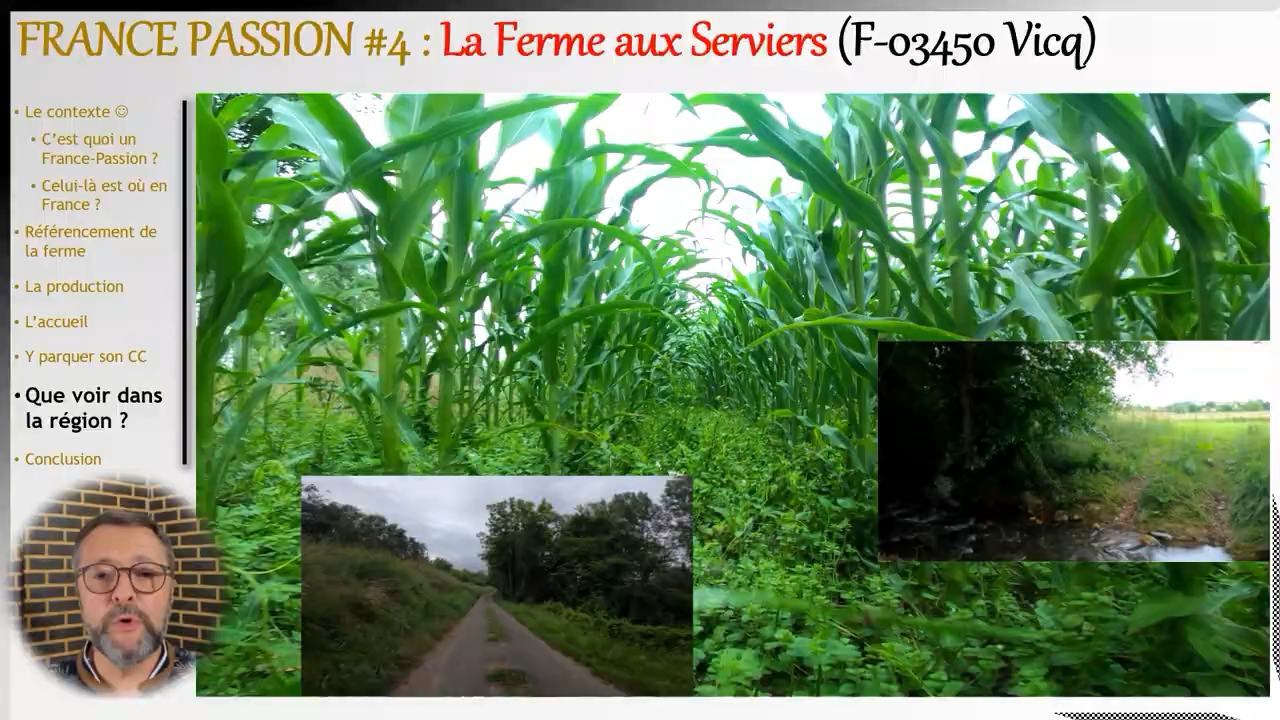 FRANCE PASSION #4 : La Ferme aux Serviers (F-03450 Vicq)
• Le contexte ☺
• C'est quoi un
France-Passion ?
• Celui-là est où en
France ?
• Référencement de
la ferme
• La production
• L'accueil
• Y parquer son CC
• Que voir dans
la région ?
• Conclusion